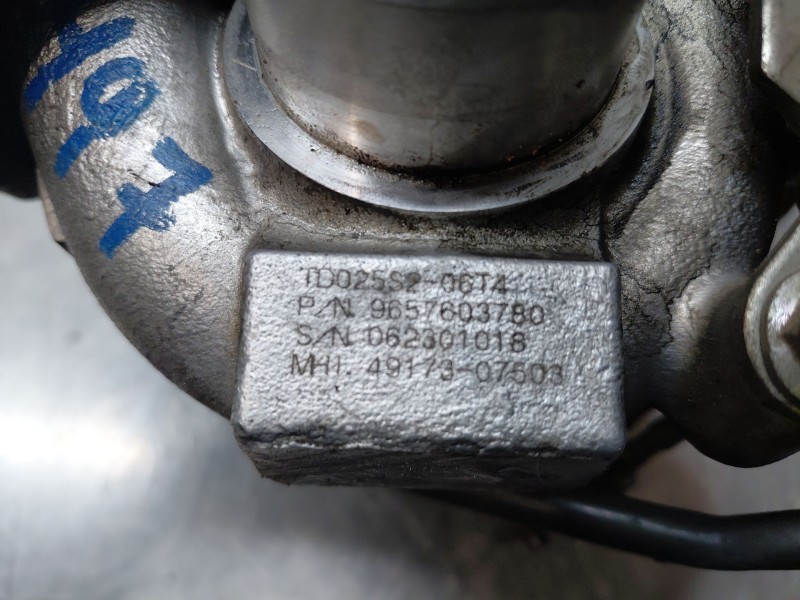 TD025S2-06T4
P/N. 9657603780
S/N. 062301018
MHI. 49173-07503